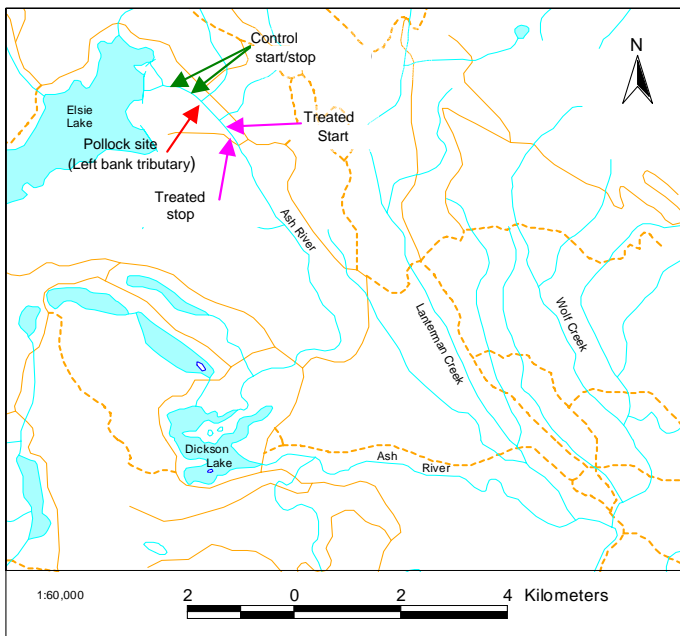 Control
start/stop
N
Elsie
Lake
Treated
Start
Pollock site
(Left bank tributary)
Treated
stop
Ash River
Lanterman Creek
Wolf Creek
Dickson
Lake
Ash
River
1:60,000
2 0 2 4 Kilometers